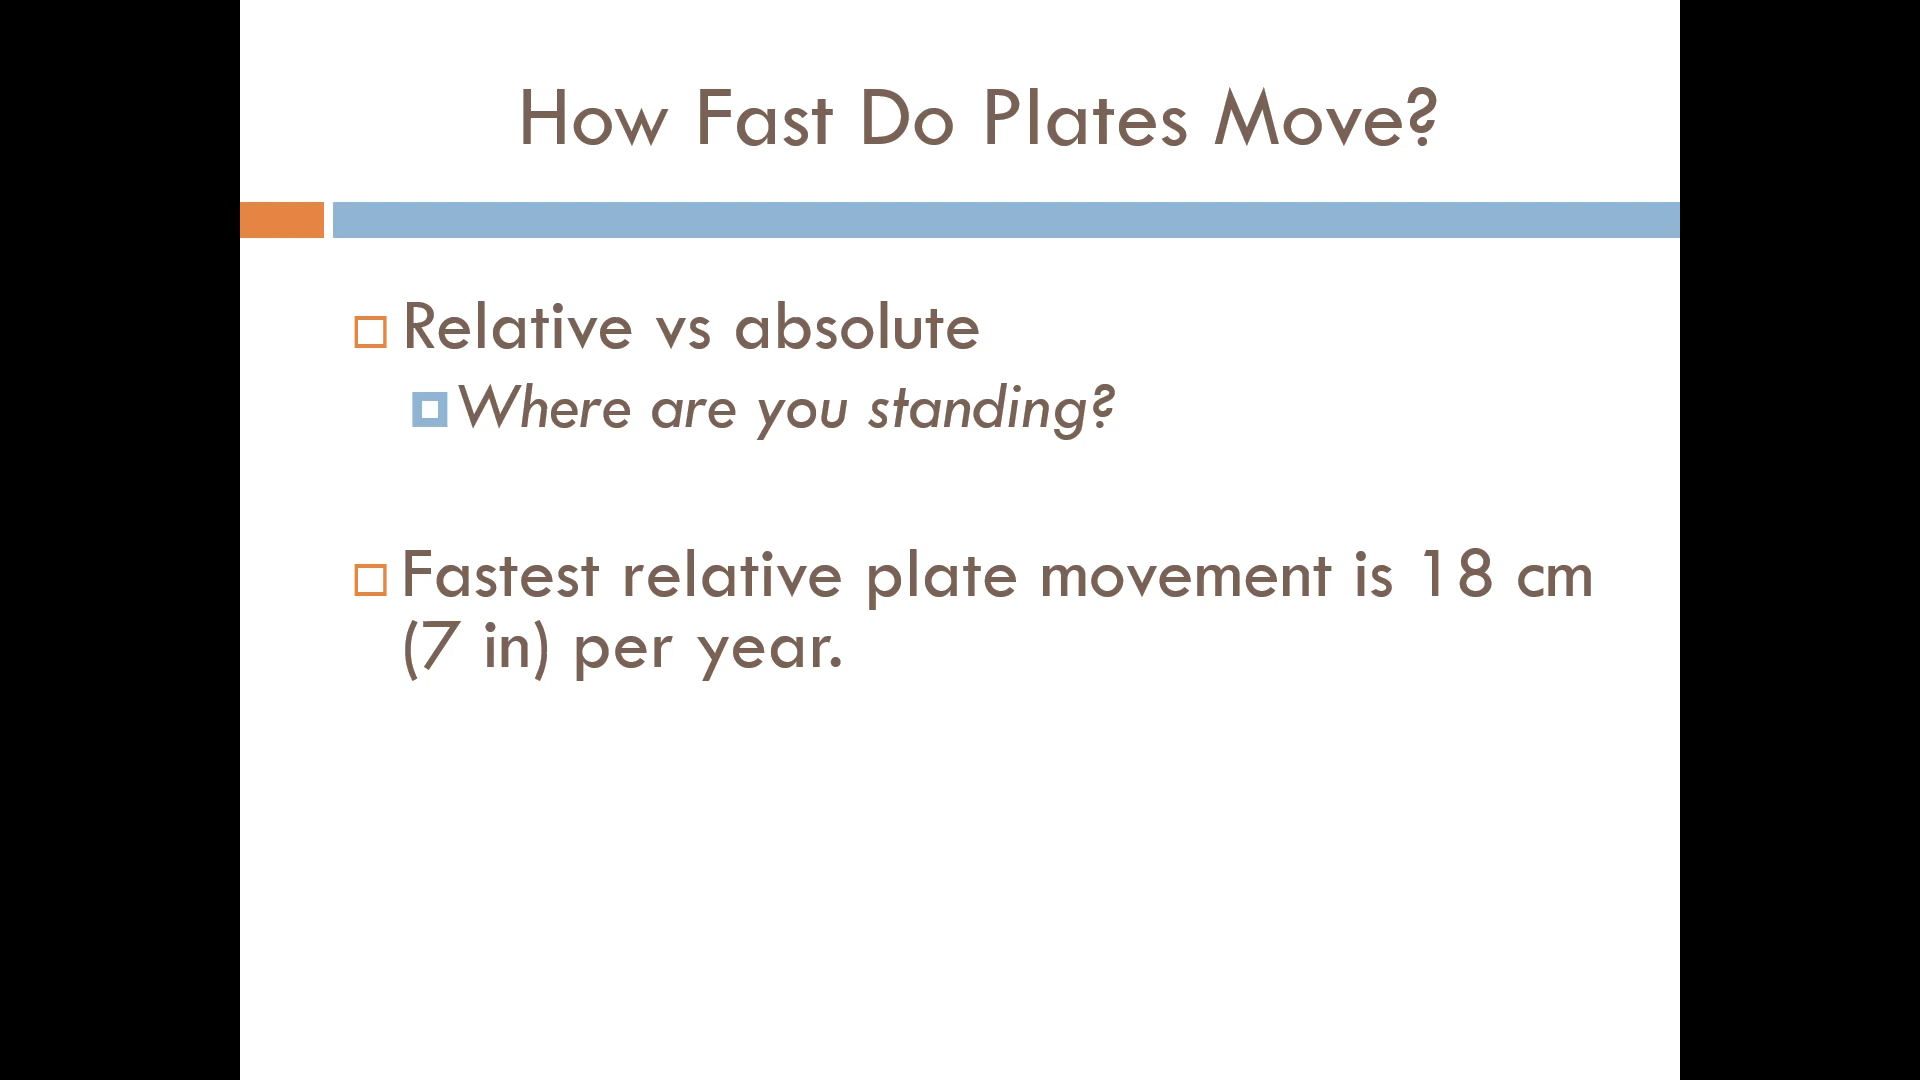 How Fast Do Plates Move?
Relative vs absolute
Where are you standing?
Fastest relative plate movement is 18 cm
(7 in) per year.